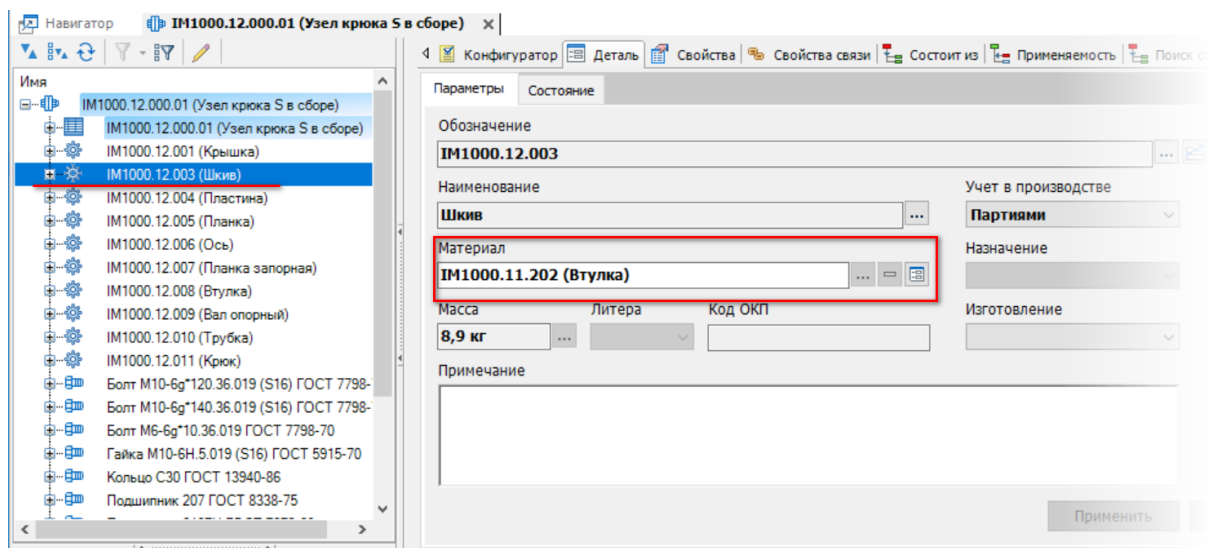 Навигатор
IM1000.12.000.01 (Узел крюка S в сборе)
Конфигуратор Деталь Свойства Свойства связи Состоит из Применяемость Поиск
Имя
IM1000.12.000.01 (Узел крюка S в сборе)
IM1000.12.000.01 (Узел крюка S в сборе)
IM1000.12.001 (Крышка)
IM1000.12.003 (Шкив)
IM1000.12.004 (Пластина)
IM1000.12.005 (Планка)
IM1000.12.006 (Ось)
IM1000.12.007 (Планка запорная)
IM1000.12.008 (Втулка)
IM1000.12.009 (Вал опорный)
IM1000.12.010 (Трубка)
IM1000.12.011 (Крюк)
Болт М10-6g*120.36.019 (S16) ГОСТ 7798-
Болт М10-6g*140.36.019 (S16) ГОСТ 7798-
Болт М6-6g*10.36.019 ГОСТ 7798-70
Гайка М10-6Н.5.019 (S16) ГОСТ 5915-70
Кольцо С30 ГОСТ 13940-86
Подшипник 207 ГОСТ 8338-75
Параметры Состояние
Обозначение
IM1000.12.003
...
Наименование Учет в производстве
Шкив ... Партиями
Материал Назначение
IM1000.11.202 (Втулка) ...
Масса Литера Код ОКП Изготовление
8,9 кг ...
Примечание
Применить